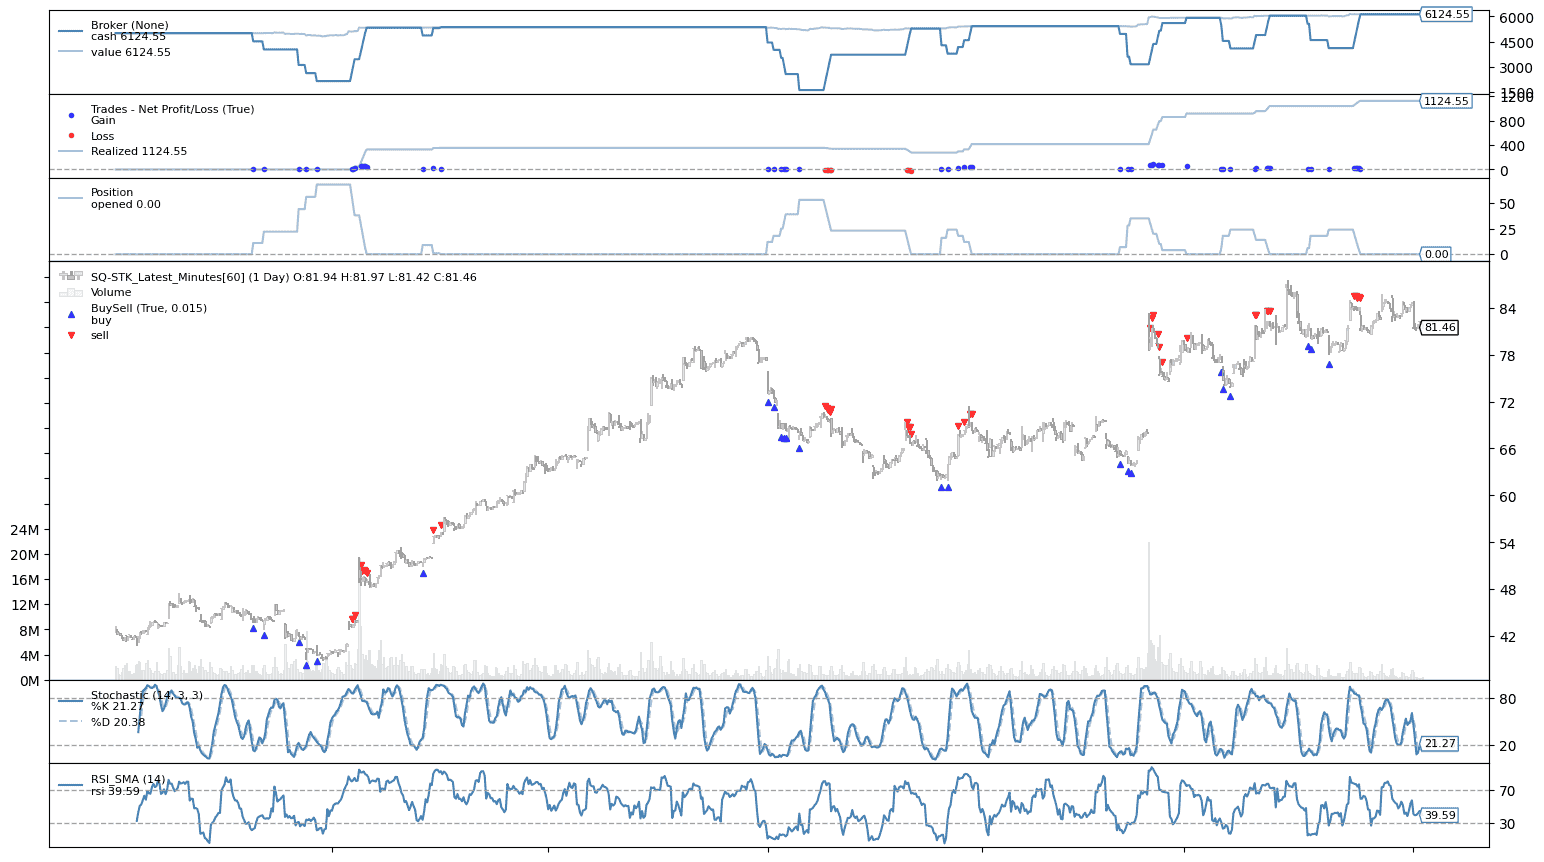 Broker (None)
cash 6124.55
value 6124.55
6124.55
6000
4500
3000
1500
Trades - Net Profit/Loss (True)
Gain
Loss
Realized 1124.55
1124.55
1200
800
400
0
Position
opened 0.00
50
25
0
0.00
SQ-STK_Latest_Minutes[60] (1 Day) O:81.94 H:81.97 L:81.42 C:81.46
Volume
BuySell (True, 0.015)
buy
sell
84
81.46
78
72
66
60
54
48
42
24M
20M
16M
12M
8M
4M
0M
Stochastic (14, 3, 3)
%K 21.27
%D 20.38
80
20
21.27
RSI_SMA (14)
rsi 39.59
70
39.59
30